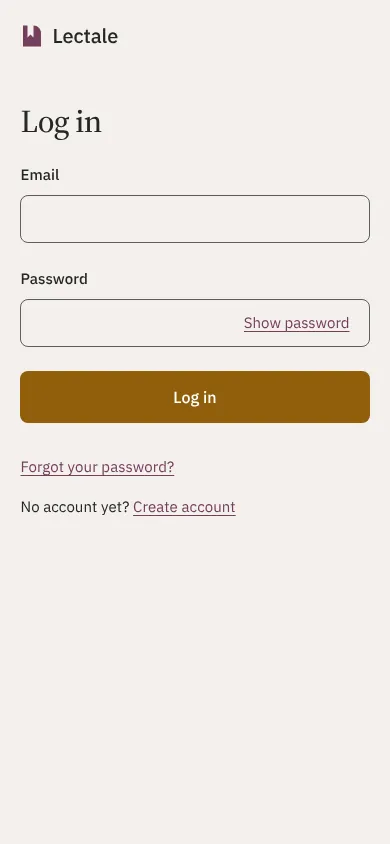 Lectale
Log in
Email
Password
Show password
Log in
Forgot your password?
No account yet? Create account